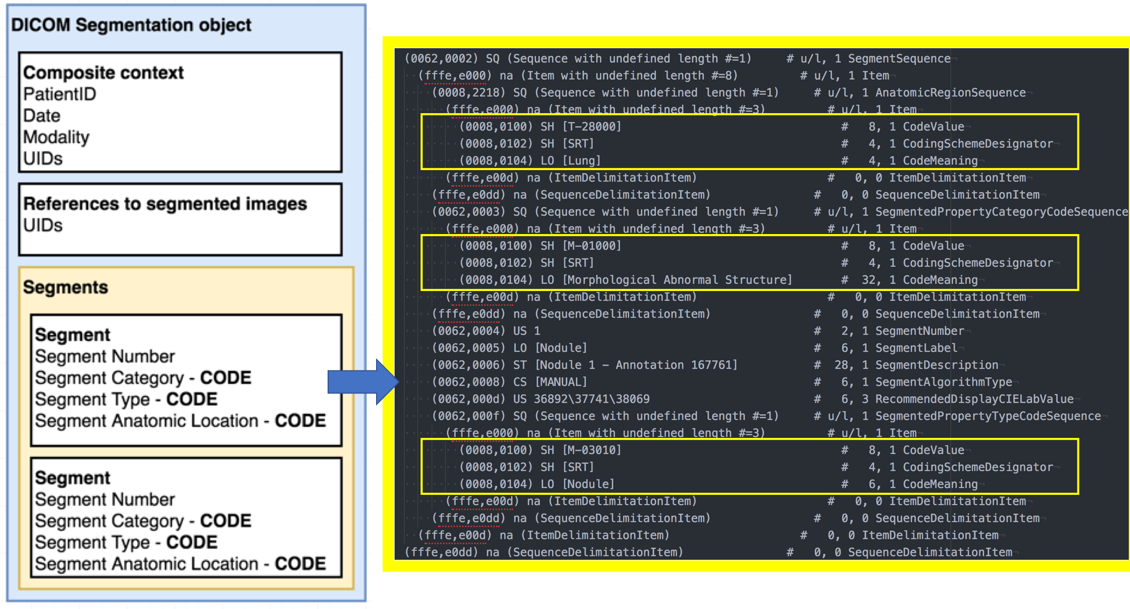 DICOM Segmentation object
Composite context
PatientID
Date
Modality
UIDs
References to segmented images
UIDs
Segments
Segment
Segment Number
Segment Category - CODE
Segment Type - CODE
Segment Anatomic Location - CODE
Segment
Segment Number
Segment Category - CODE
Segment Type - CODE
Segment Anatomic Location - CODE
(0062,0002) SQ (Sequence with undefined length #=1) # u/l, 1 SegmentSequence
(fffe,e000) na (Item with undefined length #=8) # u/l, 1 Item
(0008,2218) SQ (Sequence with undefined length #=1) # u/l, 1 AnatomicRegionSequence
(fffe,e000) na (Item with undefined length #=3) # u/l, 1 Item
(0008,0100) SH [T-28000] # 8, 1 CodeValue
(0008,0102) SH [SRT] # 4, 1 CodingSchemeDesignator
(0008,0104) LO [Lung] # 4, 1 CodeMeaning
(fffe,e00d) na (ItemDelimitationItem) # 0, 0 ItemDelimitationItem
(fffe,e0dd) na (SequenceDelimitationItem) # 0, 0 SequenceDelimitationItem
(0062,0003) SQ (Sequence with undefined length #=1) # u/l, 1 SegmentedPropertyCategoryCodeSequence
(fffe,e000) na (Item with undefined length #=3) # u/l, 1 Item
(0008,0100) SH [M-01000] # 8, 1 CodeValue
(0008,0102) SH [SRT] # 4, 1 CodingSchemeDesignator
(0008,0104) LO [Morphological Abnormal Structure] # 32, 1 CodeMeaning
(fffe,e00d) na (ItemDelimitationItem) # 0, 0 ItemDelimitationItem
(fffe,e0dd) na (SequenceDelimitationItem) # 0, 0 SequenceDelimitationItem
(0062,0004) US 1 # 2, 1 SegmentNumber
(0062,0005) LO [Nodule] # 6, 1 SegmentLabel
(0062,0006) ST [Nodule 1 - Annotation 167761] # 28, 1 SegmentDescription
(0062,0008) CS [MANUAL] # 6, 1 SegmentAlgorithmType
(0062,000d) US 36892\37741\38069 # 6, 3 RecommendedDisplayCIELabValue
(0062,000f) SQ (Sequence with undefined length #=1) # u/l, 1 SegmentedPropertyTypeCodeSequence
(fffe,e000) na (Item with undefined length #=3) # u/l, 1 Item
(0008,0100) SH [M-03010] # 8, 1 CodeValue
(0008,0102) SH [SRT] # 4, 1 CodingSchemeDesignator
(0008,0104) LO [Nodule] # 6, 1 CodeMeaning
(fffe,e00d) na (ItemDelimitationItem) # 0, 0 ItemDelimitationItem
(fffe,e0dd) na (SequenceDelimitationItem) # 0, 0 SequenceDelimitationItem
(fffe,e00d) na (ItemDelimitationItem) # 0, 0 ItemDelimitationItem
(fffe,e0dd) na (SequenceDelimitationItem) # 0, 0 SequenceDelimitationItem